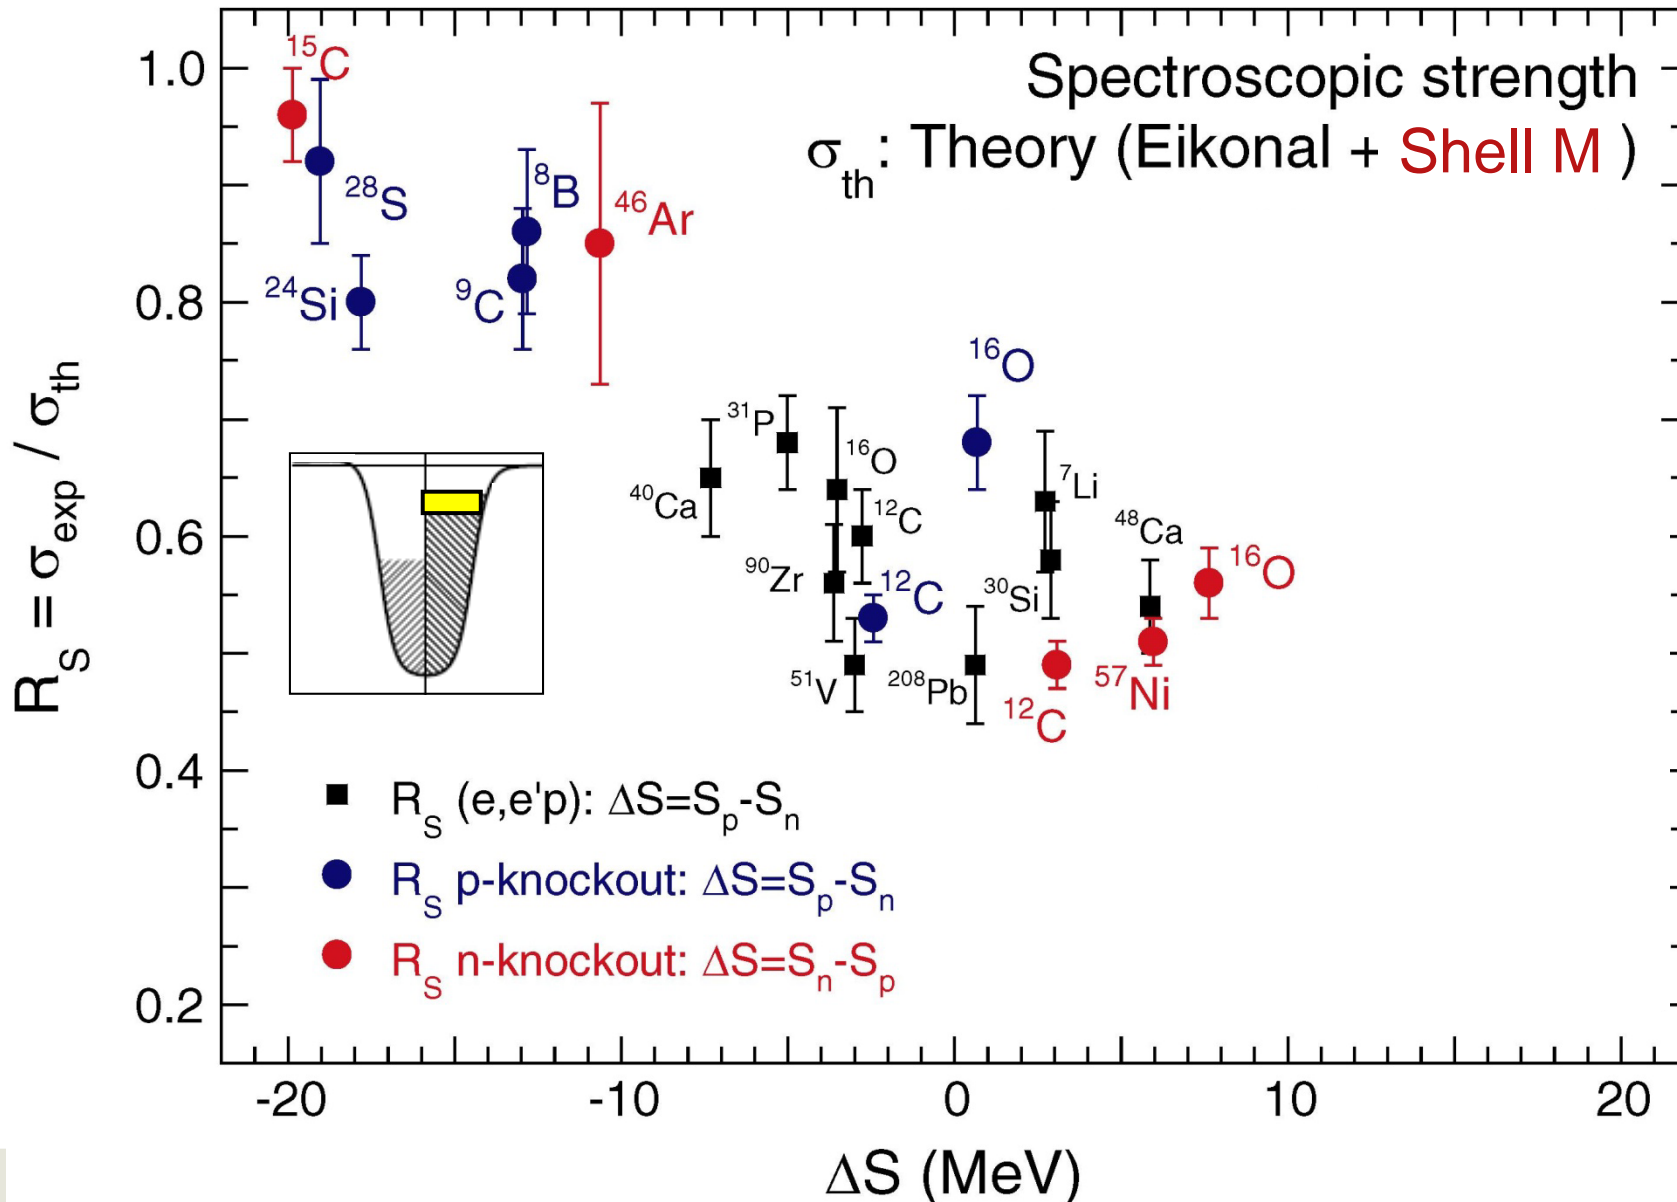 Spectroscopic strength
σth: Theory (Eikonal + Shell M )
RS = σexp / σth
1.0
0.8
0.6
0.4
0.2
15C
28S
24Si
8B
9C
46Ar
31P
40Ca
16O
12C
90Zr
12C
51V
16O
208Pb
7Li
30Si
12C
48Ca
57Ni
16O
RS (e,e'p): ΔS=Sp-Sn
RS p-knockout: ΔS=Sp-Sn
RS n-knockout: ΔS=Sn-Sp
-20
-10
0
10
20
ΔS (MeV)